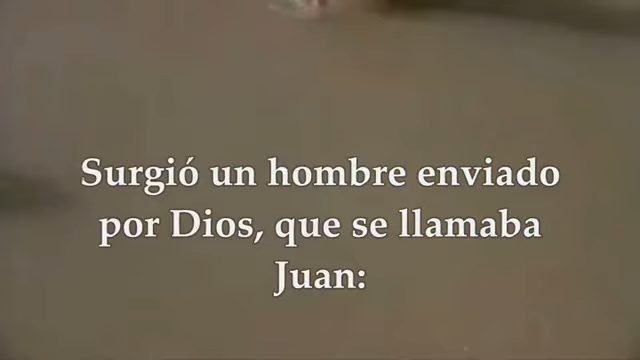 Surgió un hombre enviado
por Dios, que se llamaba
Juan: